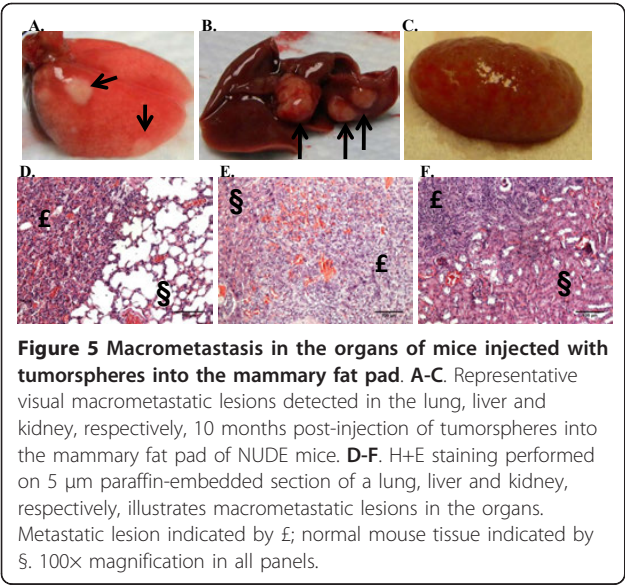 A. B. C.
D. E. F.
£ § £
§ £ §
Figure 5 Macrometastasis in the organs of mice injected with
tumorspheres into the mammary fat pad. A-C. Representative
visual macrometastatic lesions detected in the lung, liver and
kidney, respectively, 10 months post-injection of tumorspheres into
the mammary fat pad of NUDE mice. D-F. H+E staining performed
on 5 μm paraffin-embedded section of a lung, liver and kidney,
respectively, illustrates macrometastatic lesions in the organs.
Metastatic lesion indicated by £; normal mouse tissue indicated by
§. 100× magnification in all panels.